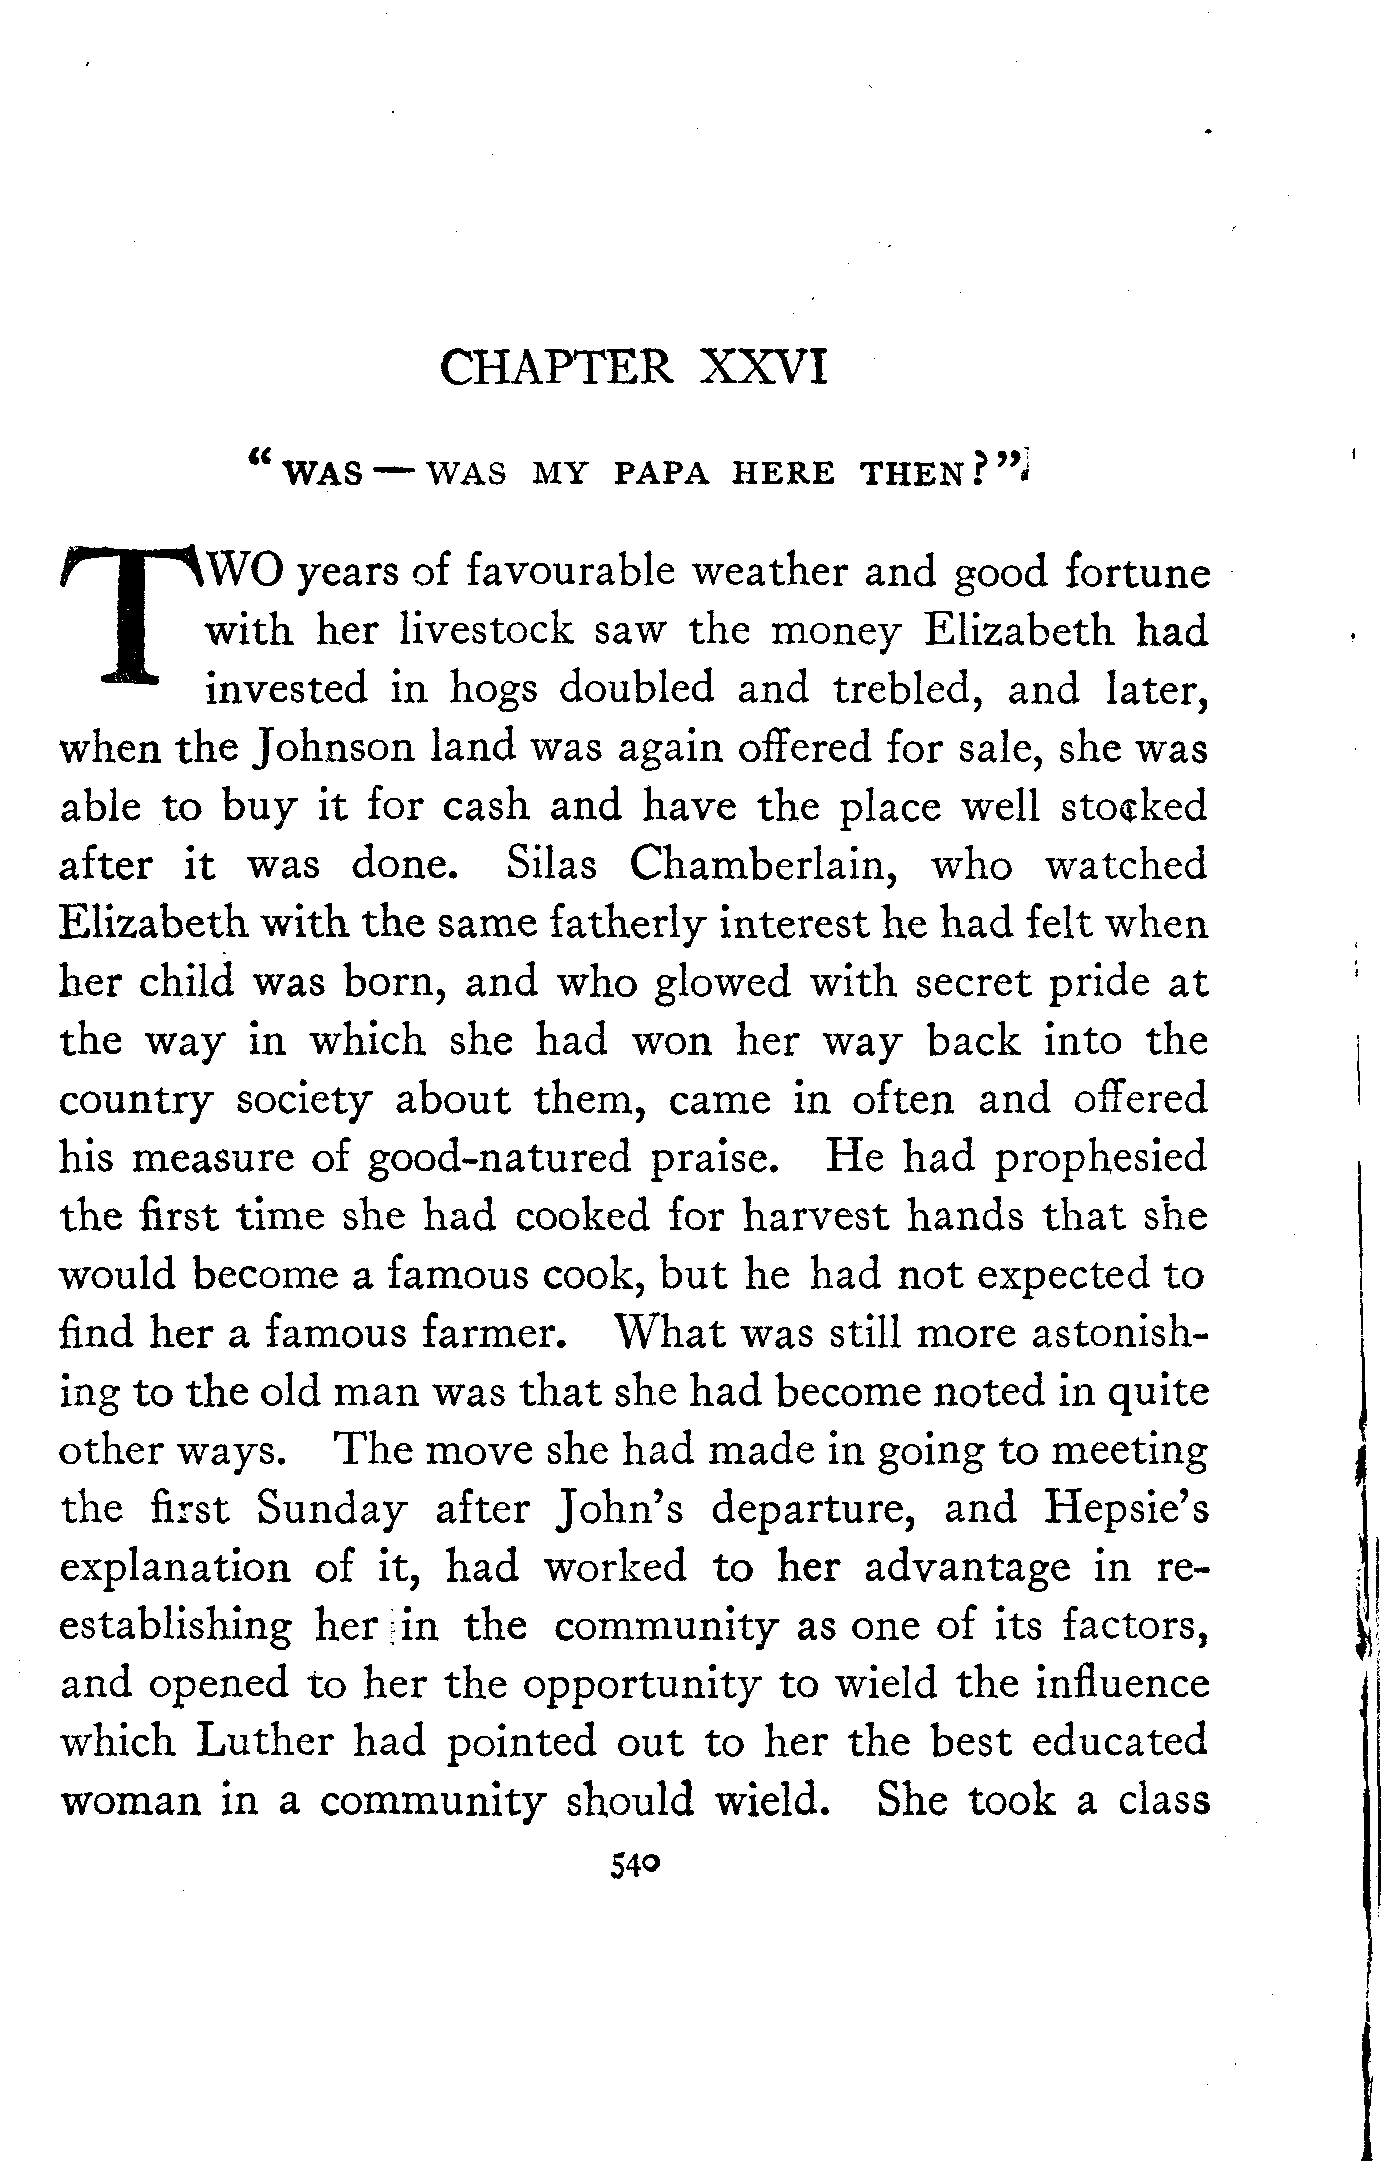 CHAPTER XXVI
"WAS — WAS MY PAPA HERE THEN?"
TWO years of favourable weather and good fortune
with her livestock saw the money Elizabeth had
invested in hogs doubled and trebled, and later,
when the Johnson land was again offered for sale, she was
able to buy it for cash and have the place well stocked
after it was done. Silas Chamberlain, who watched
Elizabeth with the same fatherly interest he had felt when
her child was born, and who glowed with secret pride at
the way in which she had won her way back into the
country society about them, came in often and offered
his measure of good-natured praise. He had prophesied
the first time she had cooked for harvest hands that she
would become a famous cook, but he had not expected to
find her a famous farmer. What was still more astonish-
ing to the old man was that she had become noted in quite
other ways. The move she had made in going to meeting
the first Sunday after John's departure, and Hepsie's
explanation of it, had worked to her advantage in re-
establishing her in the community as one of its factors,
and opened to her the opportunity to wield the influence
which Luther had pointed out to her the best educated
woman in a community should wield. She took a class
540